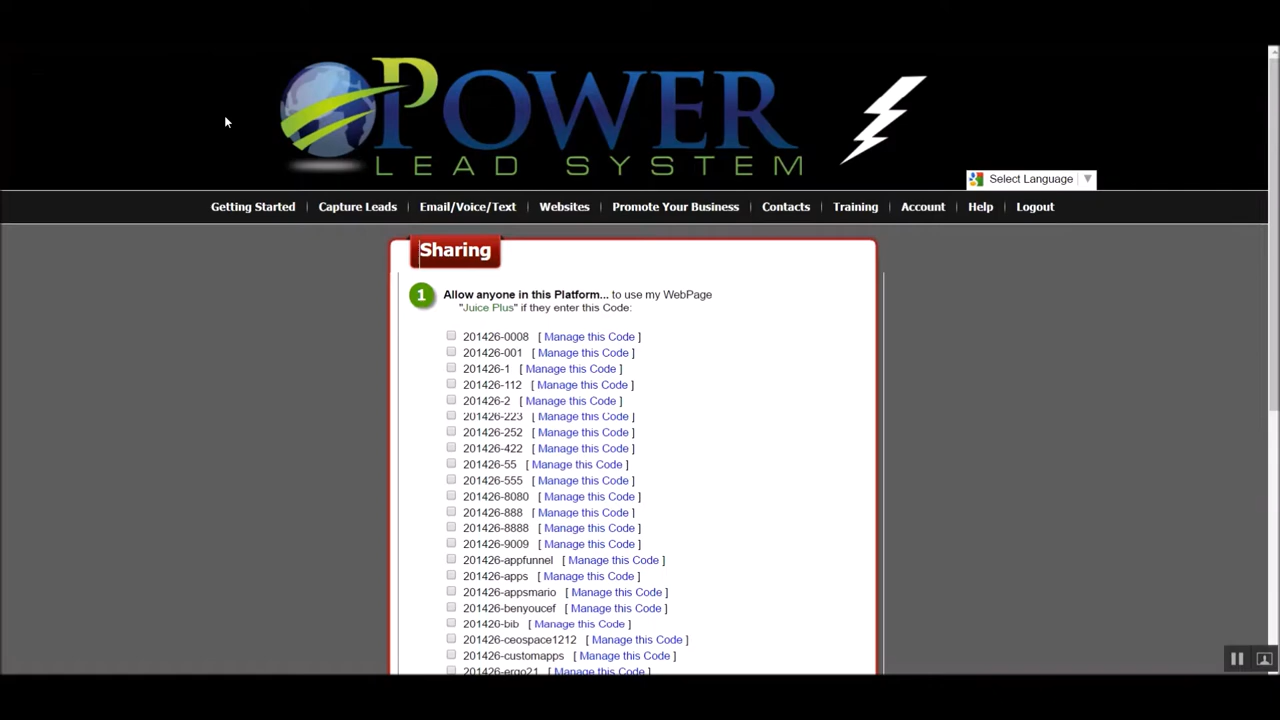 POWER
LEAD SYSTEM
Select Language
Getting Started Capture Leads Email/Voice/Text Websites Promote Your Business Contacts Training Account Help Logout
Sharing
1 Allow anyone in this Platform... to use my WebPage
"Juice Plus" if they enter this Code:
201426-0008 [ Manage this Code ]
201426-001 [ Manage this Code ]
201426-1 [ Manage this Code ]
201426-112 [ Manage this Code ]
201426-2 [ Manage this Code ]
201426-223 [ Manage this Code ]
201426-252 [ Manage this Code ]
201426-422 [ Manage this Code ]
201426-55 [ Manage this Code ]
201426-555 [ Manage this Code ]
201426-8080 [ Manage this Code ]
201426-888 [ Manage this Code ]
201426-8888 [ Manage this Code ]
201426-9009 [ Manage this Code ]
201426-appfunnel [ Manage this Code ]
201426-apps [ Manage this Code ]
201426-appsmario [ Manage this Code ]
201426-benyoucef [ Manage this Code ]
201426-bib [ Manage this Code ]
201426-ceospace1212 [ Manage this Code ]
201426-customapps [ Manage this Code ]
201426-ergo21 [ Manage this Code ]